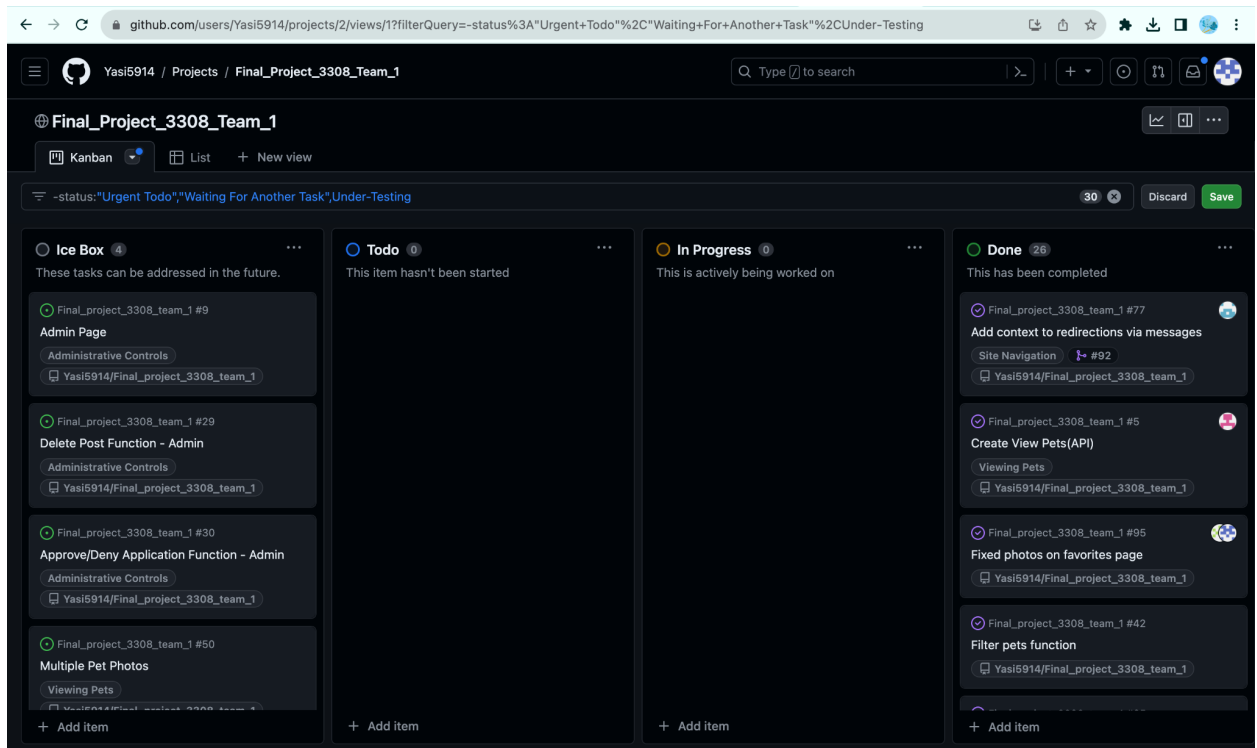 github.com/users/Yasi5914/projects/2/views/1?filterQuery=-status%3A"Urgent+Todo"%2C"Waiting+For+Another+Task"%2CUnder-Testing
Yasi5914 / Projects / Final_Project_3308_Team_1
Type / to search
Final_Project_3308_Team_1
Kanban
List
+ New view
-status:"Urgent Todo","Waiting For Another Task",Under-Testing
30
Discard
Save
Ice Box 4
These tasks can be addressed in the future.
Final_project_3308_team_1 #9
Admin Page
Administrative Controls
Yasi5914/Final_project_3308_team_1
Final_project_3308_team_1 #29
Delete Post Function - Admin
Administrative Controls
Yasi5914/Final_project_3308_team_1
Final_project_3308_team_1 #30
Approve/Deny Application Function - Admin
Administrative Controls
Yasi5914/Final_project_3308_team_1
Final_project_3308_team_1 #50
Multiple Pet Photos
Viewing Pets
+ Add item
Todo 0
This item hasn't been started
+ Add item
In Progress 0
This is actively being worked on
+ Add item
Done 26
This has been completed
Final_project_3308_team_1 #77
Add context to redirections via messages
Site Navigation
#92
Yasi5914/Final_project_3308_team_1
Final_project_3308_team_1 #5
Create View Pets(API)
Viewing Pets
Yasi5914/Final_project_3308_team_1
Final_project_3308_team_1 #95
Fixed photos on favorites page
Yasi5914/Final_project_3308_team_1
Final_project_3308_team_1 #42
Filter pets function
Yasi5914/Final_project_3308_team_1
+ Add item